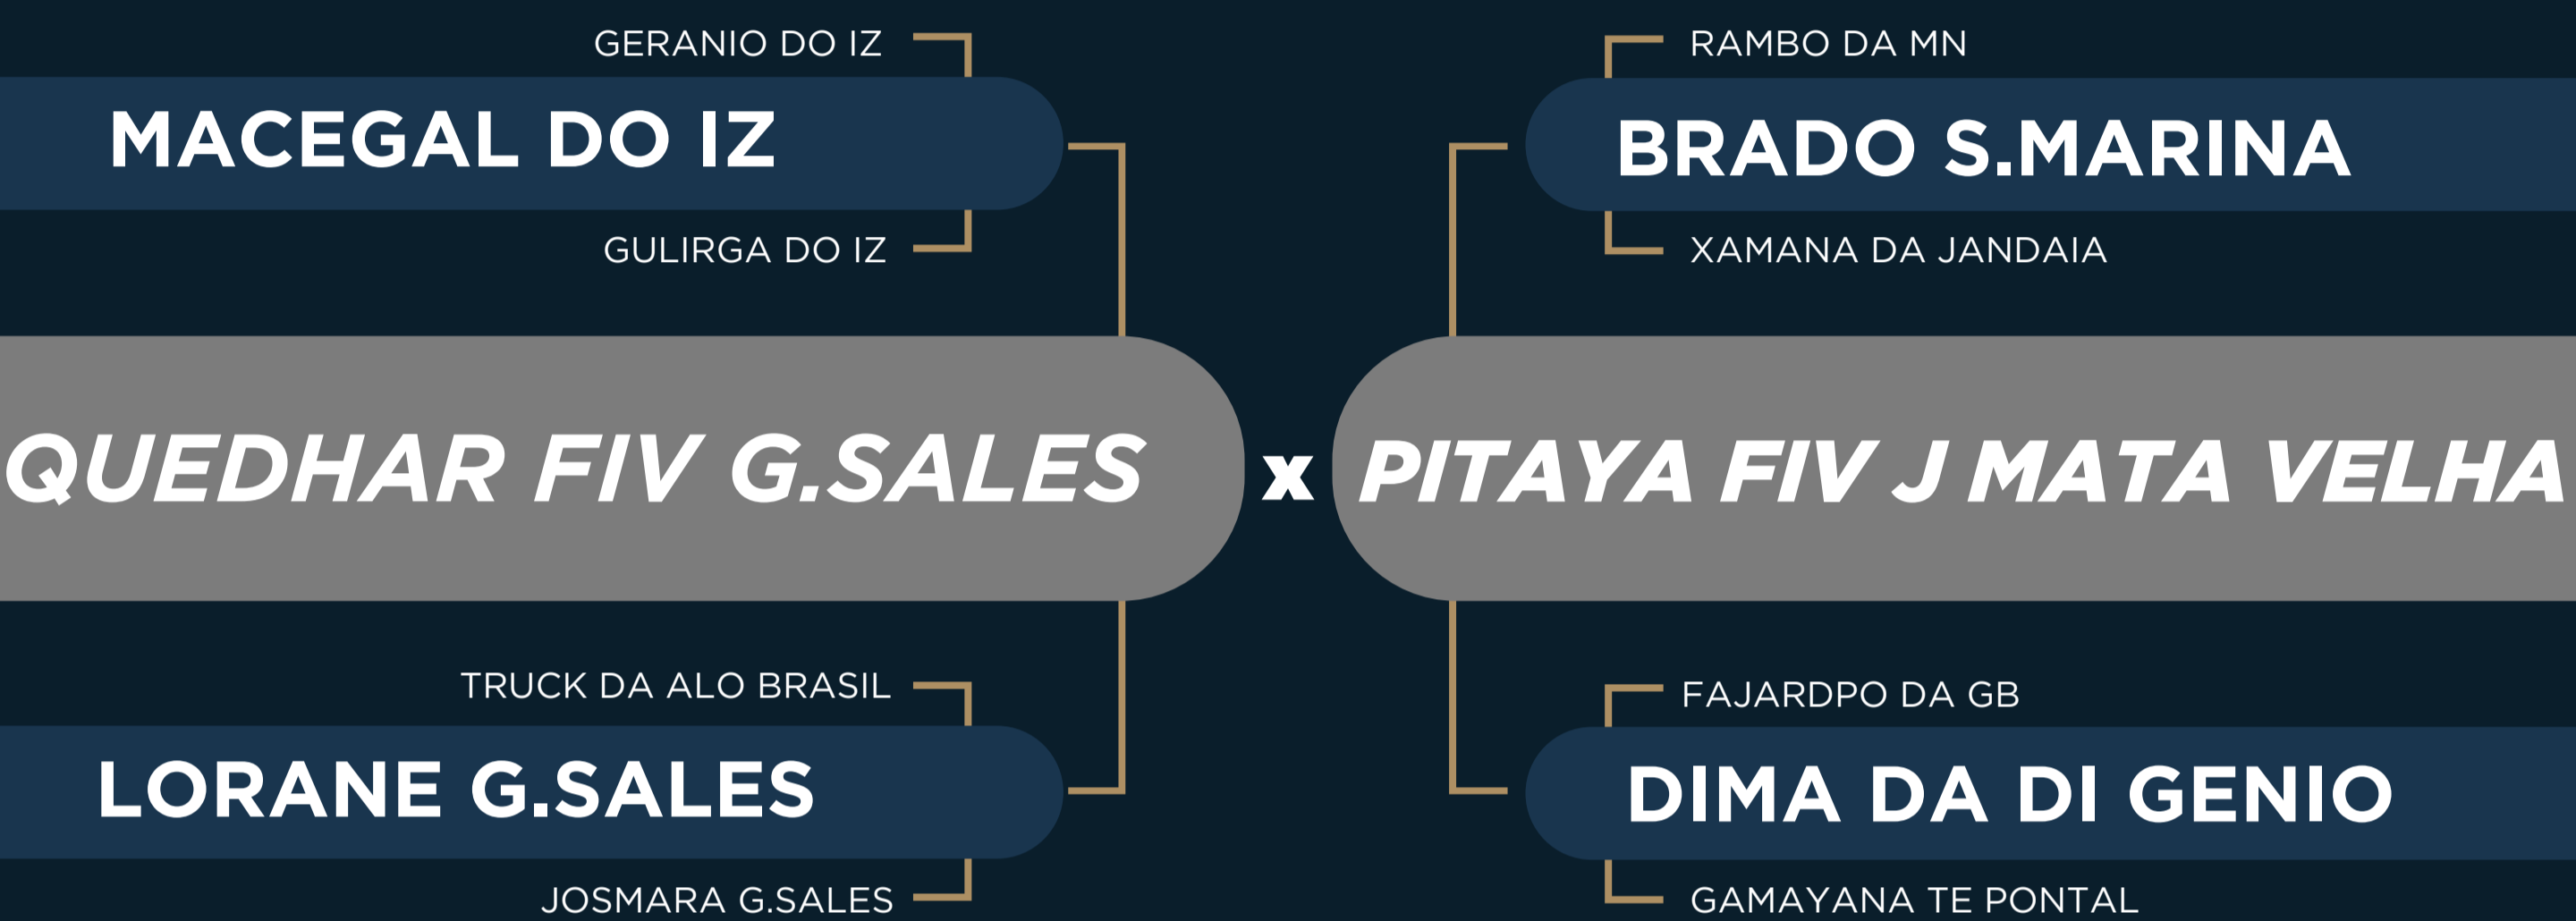 GERANIO DO IZ
MACEGAL DO IZ
GULIRGA DO IZ
RAMBO DA MN
BRADO S.MARINA
XAMANA DA JANDAIA
QUEDHAR FIV G.SALES
x
PITAYA FIV J MATA VELHA
TRUCK DA ALO BRASIL
LORANE G.SALES
JOSMARA G.SALES
FAJARDPO DA GB
DIMA DA DI GENIO
GAMAYANA TE PONTAL